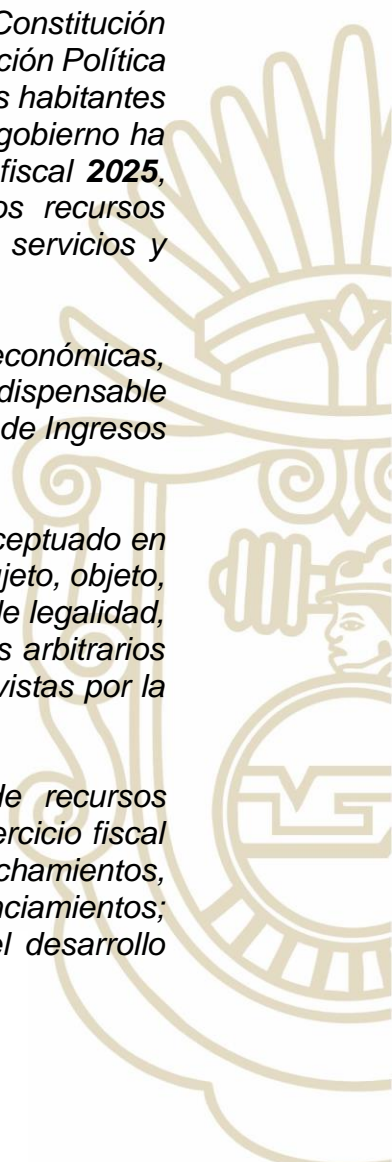 Constitución
ción Política
s habitantes
gobierno ha
fiscal 2025,
os recursos
servicios y
económicas,
dispensable
de Ingresos
ceptuado en
jeto, objeto,
le legalidad,
s arbitrarios
vistas por la
de recursos
ercicio fiscal
chamientos,
nciamientos;
el desarrollo